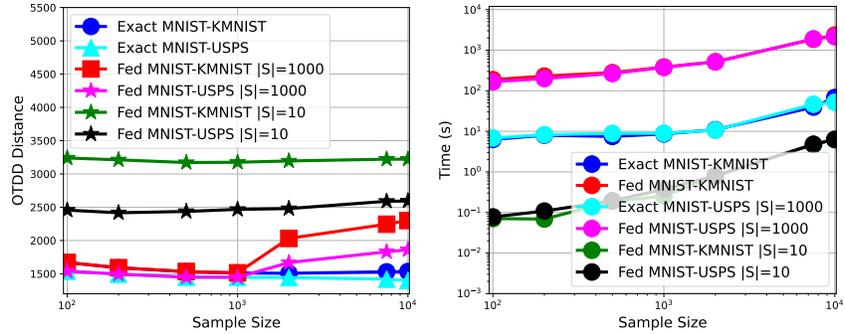 5500
5000
4500
4000
3500
3000
2500
2000
1500
OTDD Distance
Exact MNIST-KMNIST
Exact MNIST-USPS
Fed MNIST-KMNIST |S|=1000
Fed MNIST-USPS |S|=1000
Fed MNIST-KMNIST |S|=10
Fed MNIST-USPS |S|=10
10² 10³ 10⁴
Sample Size
10⁴
10³
10²
10¹
10⁰
10⁻¹
10⁻²
10⁻³
Time (s)
Exact MNIST-KMNIST
Fed MNIST-KMNIST
Exact MNIST-USPS |S|=1000
Fed MNIST-USPS |S|=1000
Fed MNIST-KMNIST |S|=10
Fed MNIST-USPS |S|=10
10² 10³ 10⁴
Sample Size